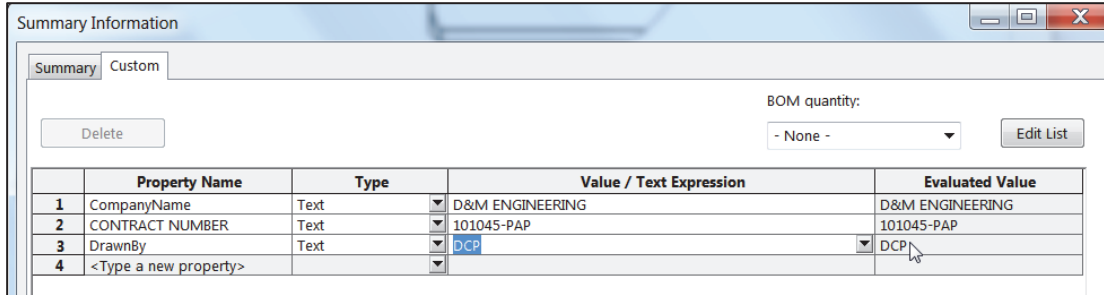 Summary Information
Summary Custom
BOM quantity:
Delete - None - Edit List
Property Name Type Value / Text Expression Evaluated Value
1 CompanyName Text D&M ENGINEERING D&M ENGINEERING
2 CONTRACT NUMBER Text 101045-PAP 101045-PAP
3 DrawnBy Text DCP DCP
4 <Type a new property>